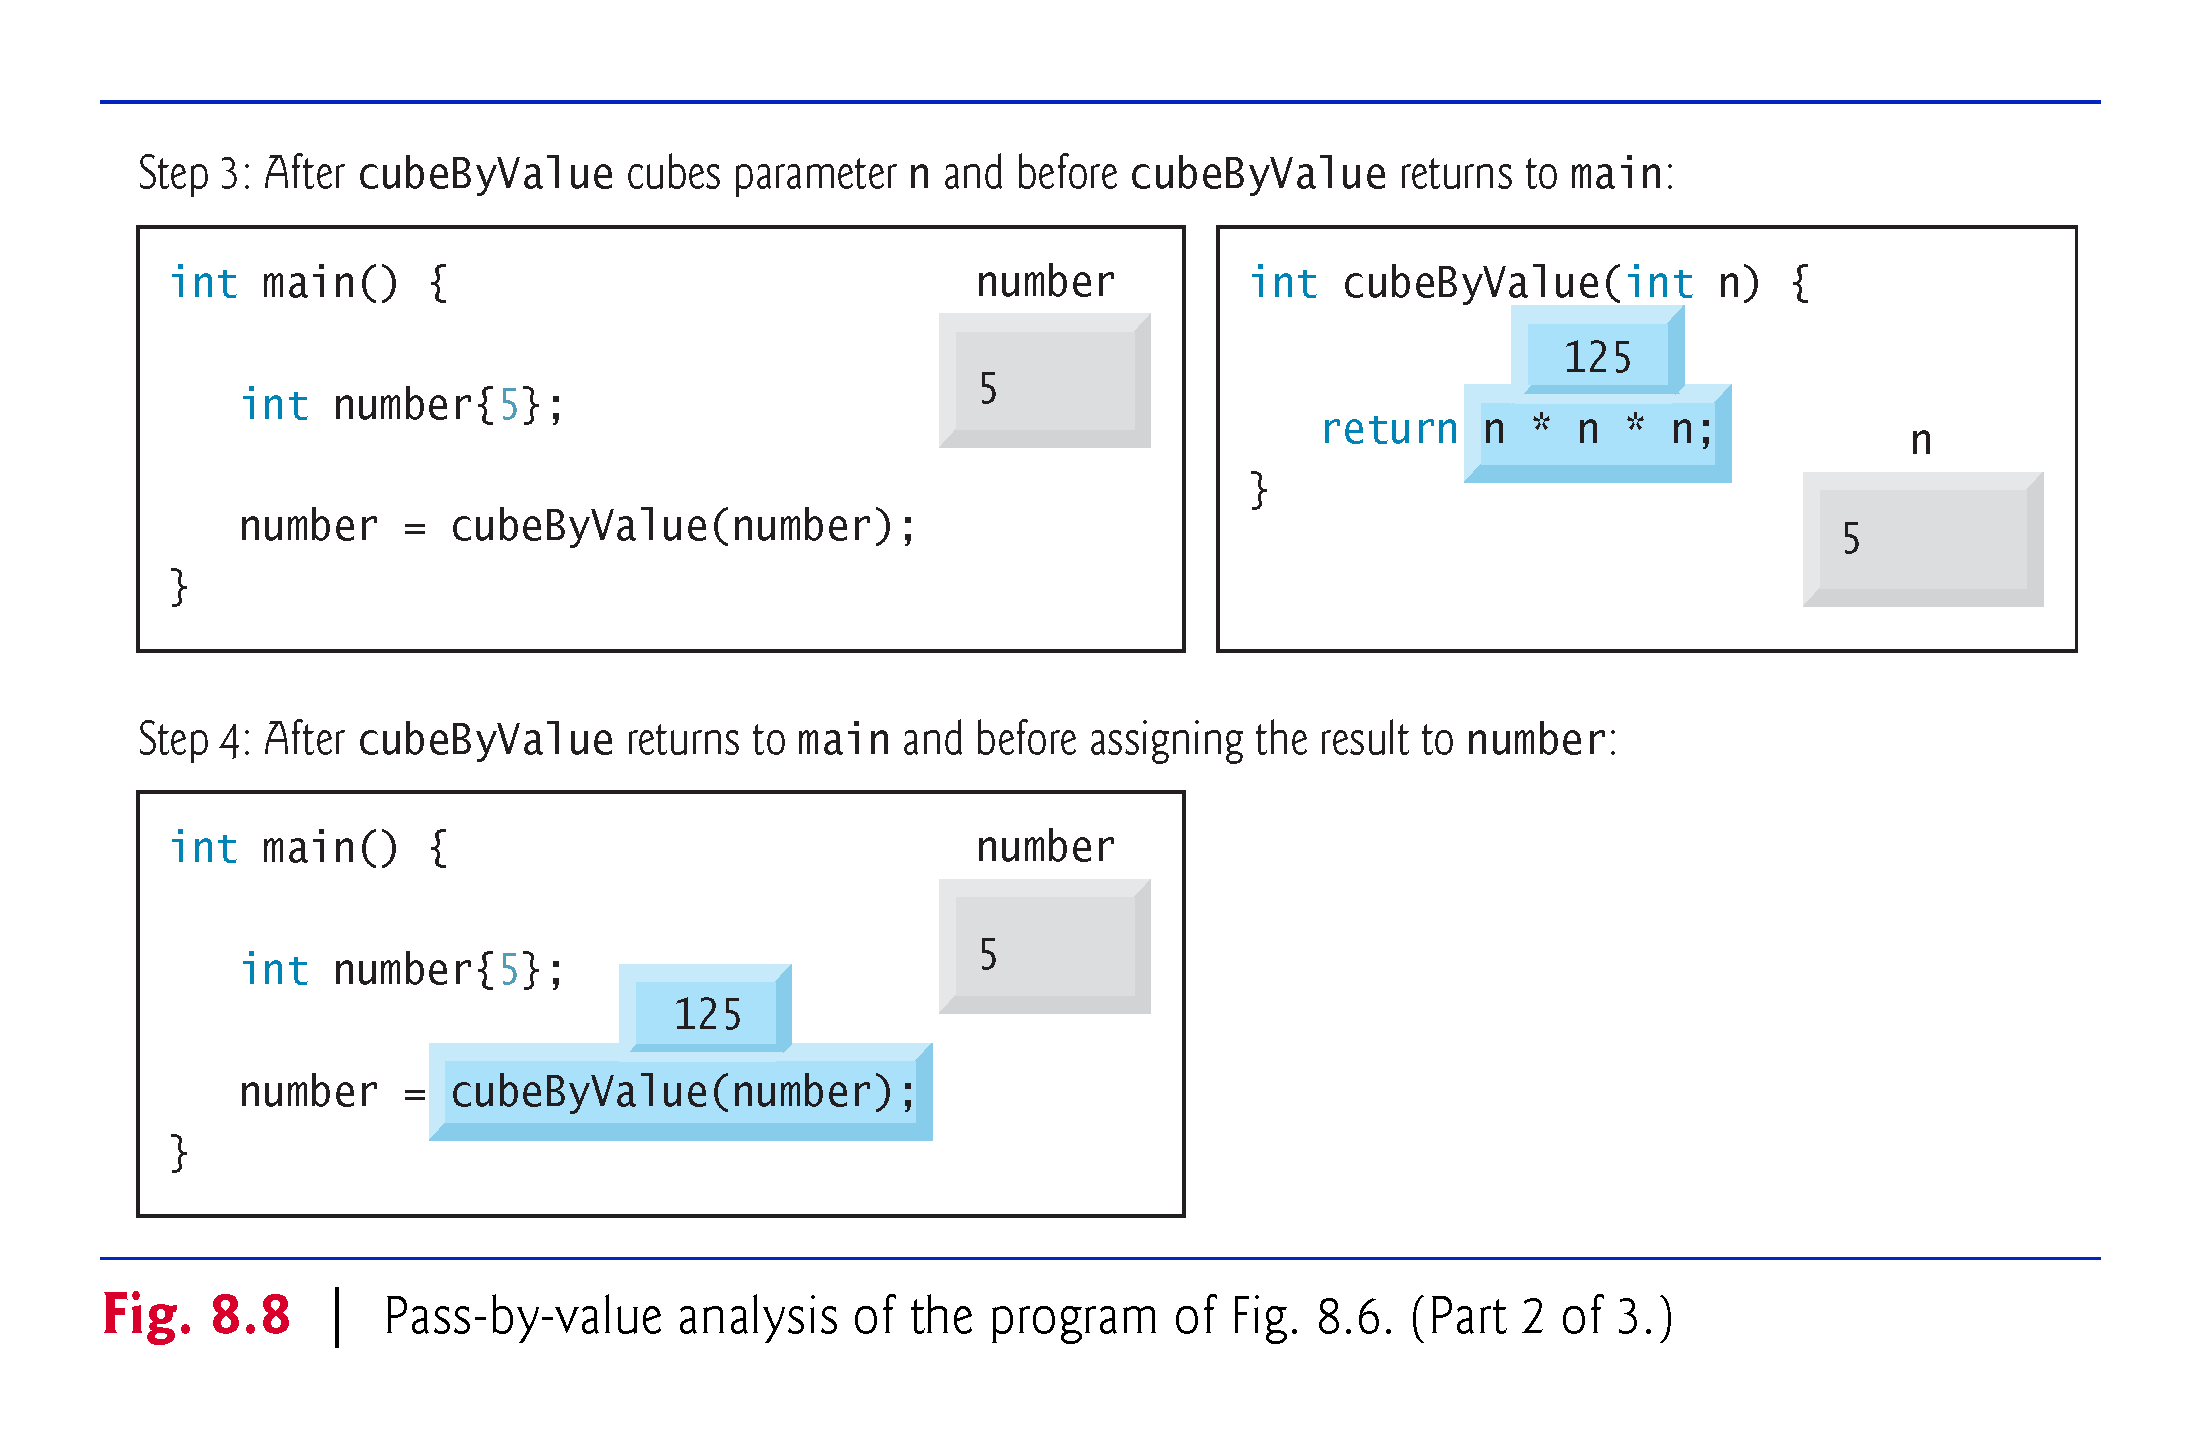 Step 3: After cubeByValue cubes parameter n and before cubeByValue returns to main:
int main() {
number
5
int number{5};
number = cubeByValue(number);
}
int cubeByValue(int n) {
125
return n * n * n;
}
n
5
Step 4: After cubeByValue returns to main and before assigning the result to number:
int main() {
number
5
int number{5};
125
number = cubeByValue(number);
}
Fig. 8.8 | Pass-by-value analysis of the program of Fig. 8.6. (Part 2 of 3.)